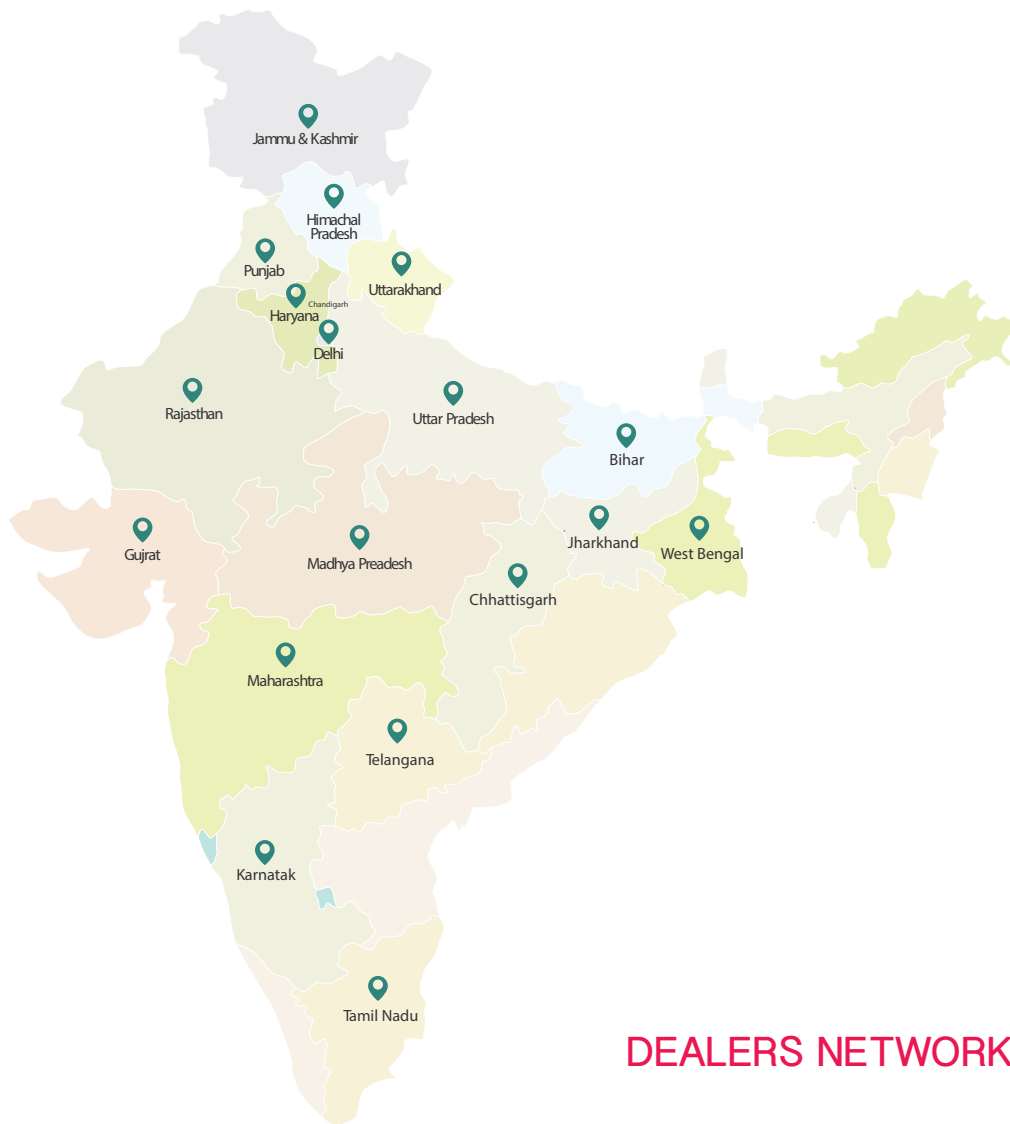 Jammu & Kashmir
Himachal
Pradesh
Punjab
Uttarakhand
Chandigarh
Haryana
Delhi
Rajasthan
Uttar Pradesh
Bihar
Gujrat
Madhya Preadesh
Jharkhand
West Bengal
Chhattisgarh
Maharashtra
Telangana
Karnatak
Tamil Nadu
DEALERS NETWORK